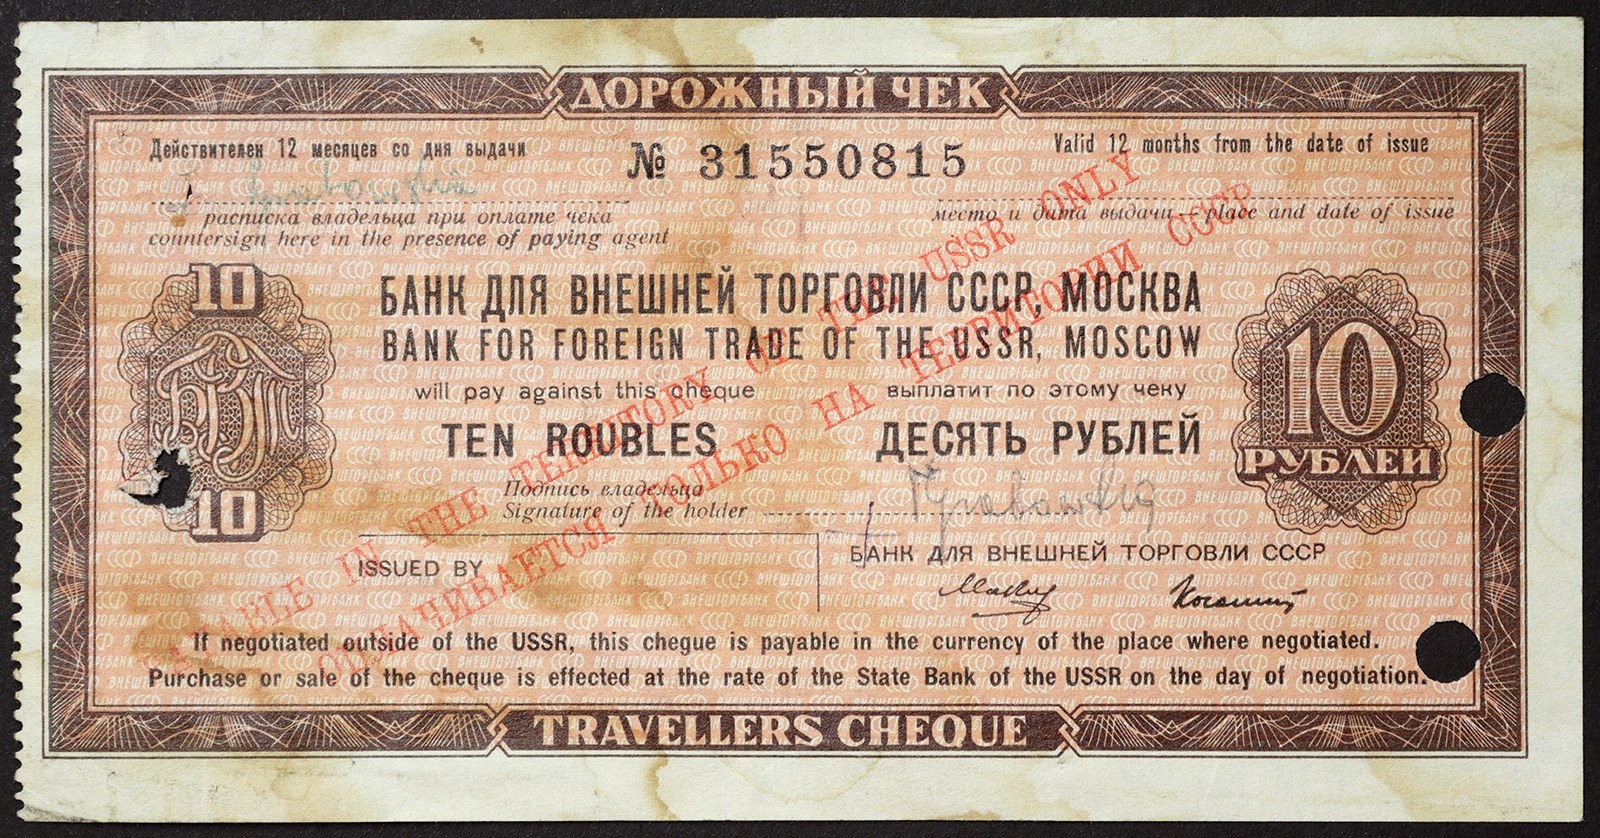 ДОРОЖНЫЙ ЧЕК
Действителен 12 месяцев со дня выдачи
№ 31550815
Valid 12 months from the date of issue
расписка владельца при оплате чека
countersign here in the presence of paying agent
место и дата выдачи – place and date of issue
10
БАНК ДЛЯ ВНЕШНЕЙ ТОРГОВЛИ СССР, МОСКВА
BANK FOR FOREIGN TRADE OF THE USSR, MOSCOW
will pay against this cheque
выплатит по этому чеку
TEN ROUBLES
ДЕСЯТЬ РУБЛЕЙ
10
РУБЛЕЙ
10
Подпись владельца
Signature of the holder
ISSUED BY
БАНК ДЛЯ ВНЕШНЕЙ ТОРГОВЛИ СССР
PAYABLE IN THE TERRITORY OF THE USSR ONLY
ОПЛАЧИВАЕТСЯ ТОЛЬКО НА ТЕРРИТОРИИ СССР
If negotiated outside of the USSR, this chegue is payable in the currency of the place where negotiated.
Purchase or sale of the cheque is effected at the rate of the State Bank of the USSR on the day of negotiation.
TRAVELLERS CHEQUE